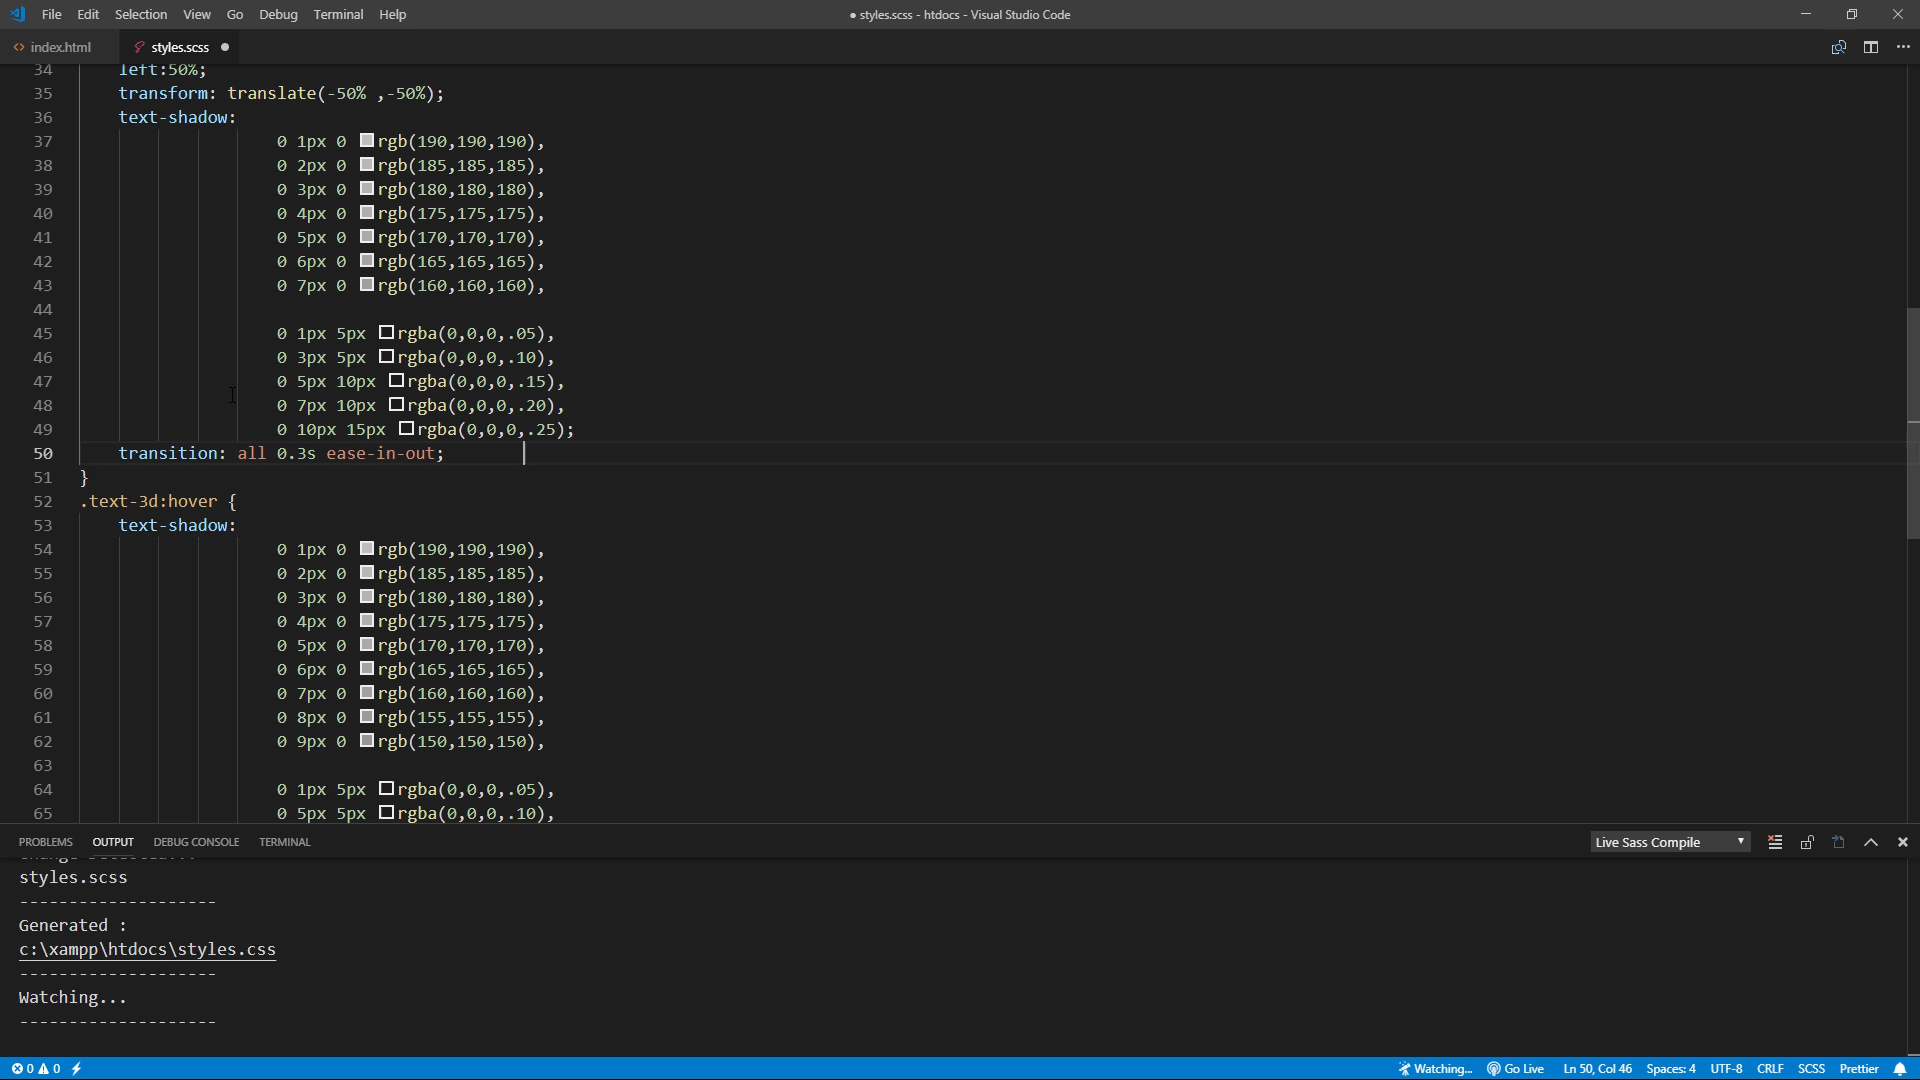 File Edit Selection View Go Debug Terminal Help
● styles.scss - htdocs - Visual Studio Code
<> index.html
styles.scss ●
34 left:50%;
35 transform: translate(-50% ,-50%);
36 text-shadow:
37 0 1px 0 rgb(190,190,190),
38 0 2px 0 rgb(185,185,185),
39 0 3px 0 rgb(180,180,180),
40 0 4px 0 rgb(175,175,175),
41 0 5px 0 rgb(170,170,170),
42 0 6px 0 rgb(165,165,165),
43 0 7px 0 rgb(160,160,160),
44
45 0 1px 5px rgba(0,0,0,.05),
46 0 3px 5px rgba(0,0,0,.10),
47 0 5px 10px rgba(0,0,0,.15),
48 0 7px 10px rgba(0,0,0,.20),
49 0 10px 15px rgba(0,0,0,.25);
50 transition: all 0.3s ease-in-out;
51 }
52 .text-3d:hover {
53 text-shadow:
54 0 1px 0 rgb(190,190,190),
55 0 2px 0 rgb(185,185,185),
56 0 3px 0 rgb(180,180,180),
57 0 4px 0 rgb(175,175,175),
58 0 5px 0 rgb(170,170,170),
59 0 6px 0 rgb(165,165,165),
60 0 7px 0 rgb(160,160,160),
61 0 8px 0 rgb(155,155,155),
62 0 9px 0 rgb(150,150,150),
63
64 0 1px 5px rgba(0,0,0,.05),
65 0 5px 5px rgba(0,0,0,.10),
PROBLEMS OUTPUT DEBUG CONSOLE TERMINAL
Live Sass Compile
styles.scss
--------------------
Generated :
c:\xampp\htdocs\styles.css
--------------------
Watching...
--------------------
0 0
Watching... Go Live Ln 50, Col 46 Spaces: 4 UTF-8 CRLF SCSS Prettier